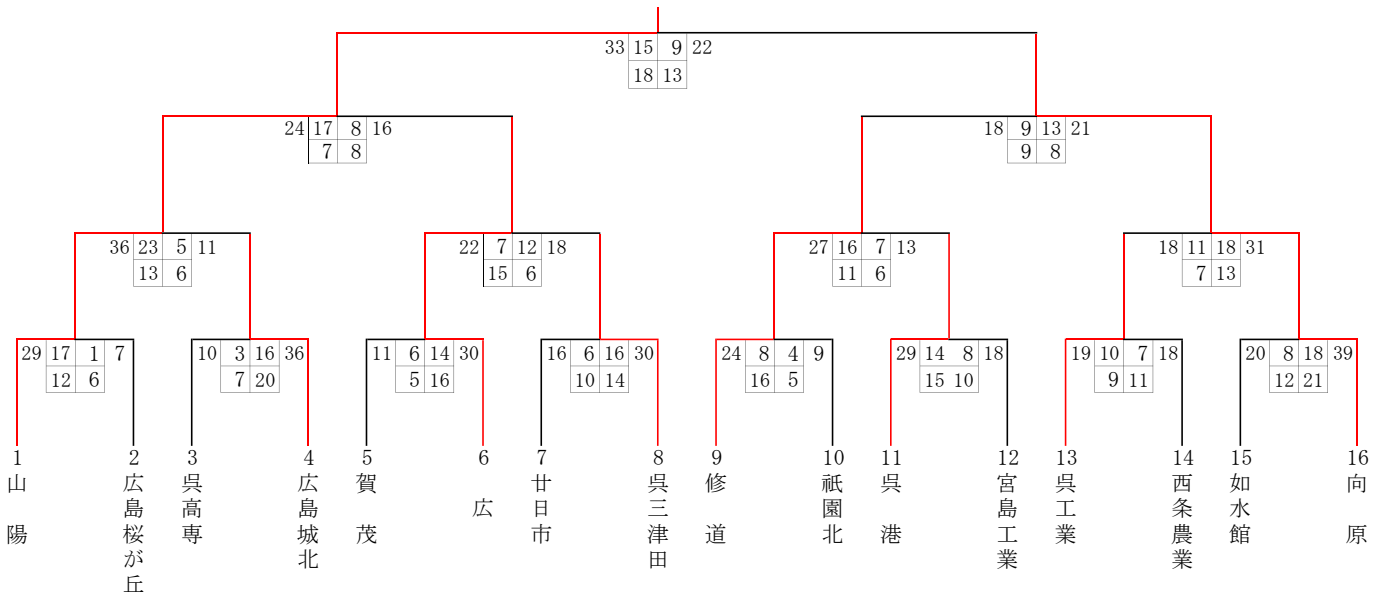 33 15 9 22
18 13
24 17 8 16
7 8
18 9 13 21
9 8
36 23 5 11
13 6
22 7 12 18
15 6
27 16 7 13
11 6
18 11 18 31
7 13
29 17 1 7
12 6
10 3 16 36
7 20
11 6 14 30
5 16
16 6 16 30
10 14
24 8 4 9
16 5
29 14 8 18
15 10
19 10 7 18
9 11
20 8 18 39
12 21
1
山陽
2
広島桜が丘
3
呉高専
4
広島城北
5
賀茂
6
広
7
廿日市
8
呉三津田
9
修道
10
祇園北
11
呉港
12
宮島工業
13
呉工業
14
西条農業
15
如水館
16
向原